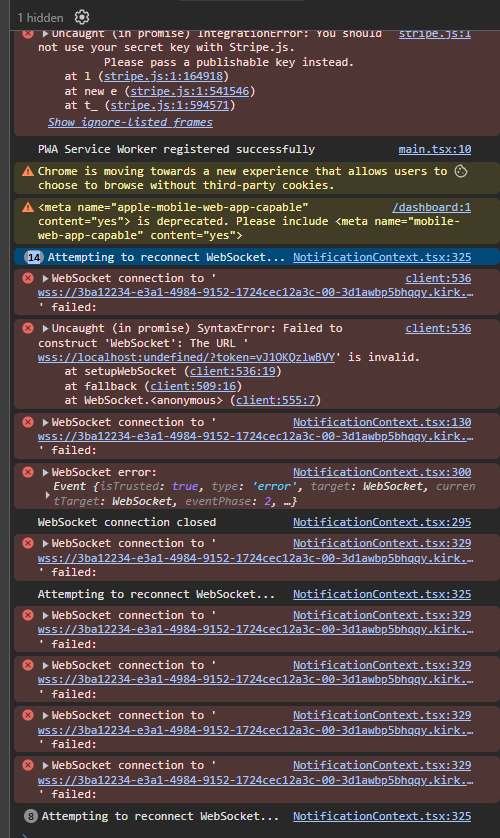 1 hidden
Uncaught (in promise) IntegrationError: You should stripe.js:1
not use your secret key with Stripe.js.
Please pass a publishable key instead.
at l (stripe.js:1:164918)
at new e (stripe.js:1:541546)
at t_ (stripe.js:1:594571)
Show ignore-listed frames
PWA Service Worker registered successfully main.tsx:10
Chrome is moving towards a new experience that allows users to
choose to browse without third-party cookies.
<meta name="apple-mobile-web-app-capable" /dashboard:1
content="yes"> is deprecated. Please include <meta name="mobile-
web-app-capable" content="yes">
14 Attempting to reconnect WebSocket... NotificationContext.tsx:325
WebSocket connection to ' client:536
wss://3ba12234-e3a1-4984-9152-1724cec12a3c-00-3d1awbp5bhqqy.kirk.…
' failed:
Uncaught (in promise) SyntaxError: Failed to client:536
construct 'WebSocket': The URL '
wss://localhost:undefined/?token=vJ1OKQzlwBVY' is invalid.
at setupWebSocket (client:536:19)
at fallback (client:509:16)
at WebSocket.<anonymous> (client:555:7)
WebSocket connection to ' NotificationContext.tsx:130
wss://3ba12234-e3a1-4984-9152-1724cec12a3c-00-3d1awbp5bhqqy.kirk.…
' failed:
WebSocket error: NotificationContext.tsx:300
Event {isTrusted: true, type: 'error', target: WebSocket, curren
tTarget: WebSocket, eventPhase: 2, …}
WebSocket connection closed NotificationContext.tsx:295
WebSocket connection to ' NotificationContext.tsx:329
wss://3ba12234-e3a1-4984-9152-1724cec12a3c-00-3d1awbp5bhqqy.kirk.…
' failed:
Attempting to reconnect WebSocket... NotificationContext.tsx:325
WebSocket connection to ' NotificationContext.tsx:329
wss://3ba12234-e3a1-4984-9152-1724cec12a3c-00-3d1awbp5bhqqy.kirk.…
' failed:
WebSocket connection to ' NotificationContext.tsx:329
wss://3ba12234-e3a1-4984-9152-1724cec12a3c-00-3d1awbp5bhqqy.kirk.…
' failed:
WebSocket connection to ' NotificationContext.tsx:329
wss://3ba12234-e3a1-4984-9152-1724cec12a3c-00-3d1awbp5bhqqy.kirk.…
' failed:
WebSocket connection to ' NotificationContext.tsx:329
wss://3ba12234-e3a1-4984-9152-1724cec12a3c-00-3d1awbp5bhqqy.kirk.…
' failed:
8 Attempting to reconnect WebSocket... NotificationContext.tsx:325